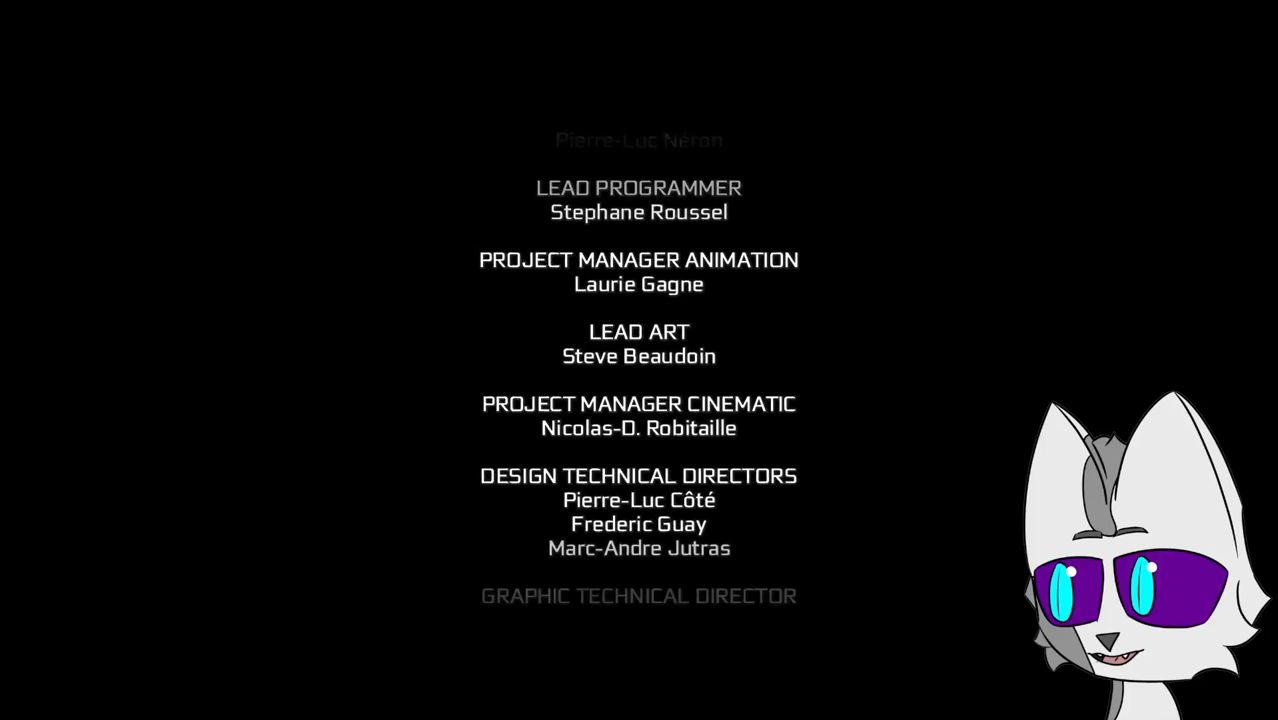 Pierre-Luc Néron
LEAD PROGRAMMER
Stephane Roussel
PROJECT MANAGER ANIMATION
Laurie Gagne
LEAD ART
Steve Beaudoin
PROJECT MANAGER CINEMATIC
Nicolas-D. Robitaille
DESIGN TECHNICAL DIRECTORS
Pierre-Luc Côté
Frederic Guay
Marc-Andre Jutras
GRAPHIC TECHNICAL DIRECTOR